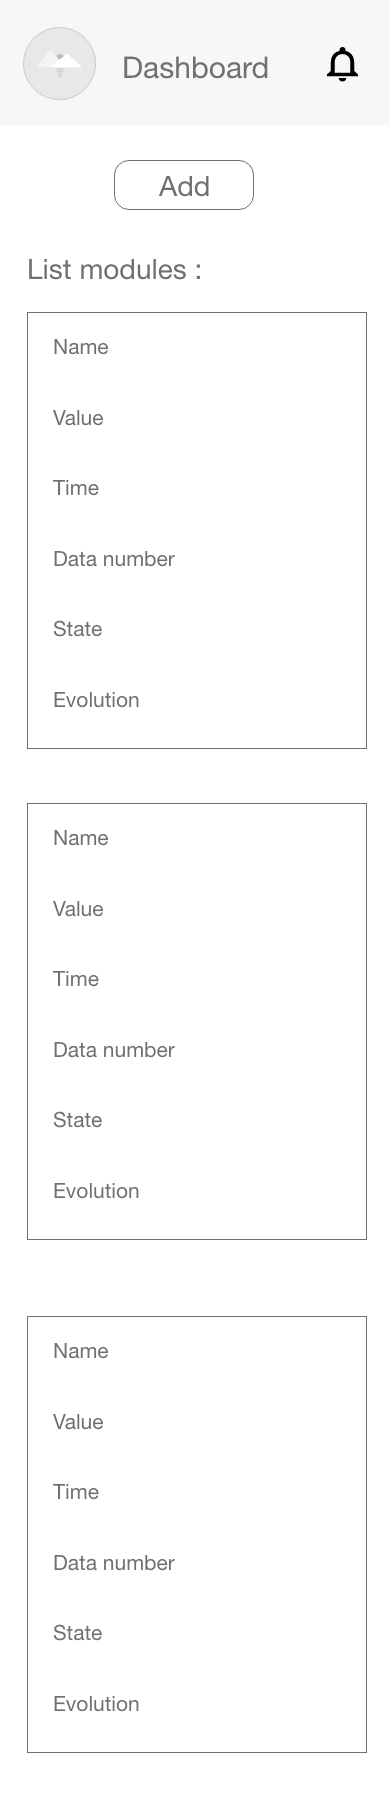 Dashboard
Add
List modules :
Name
Value
Time
Data number
State
Evolution
Name
Value
Time
Data number
State
Evolution
Name
Value
Time
Data number
State
Evolution